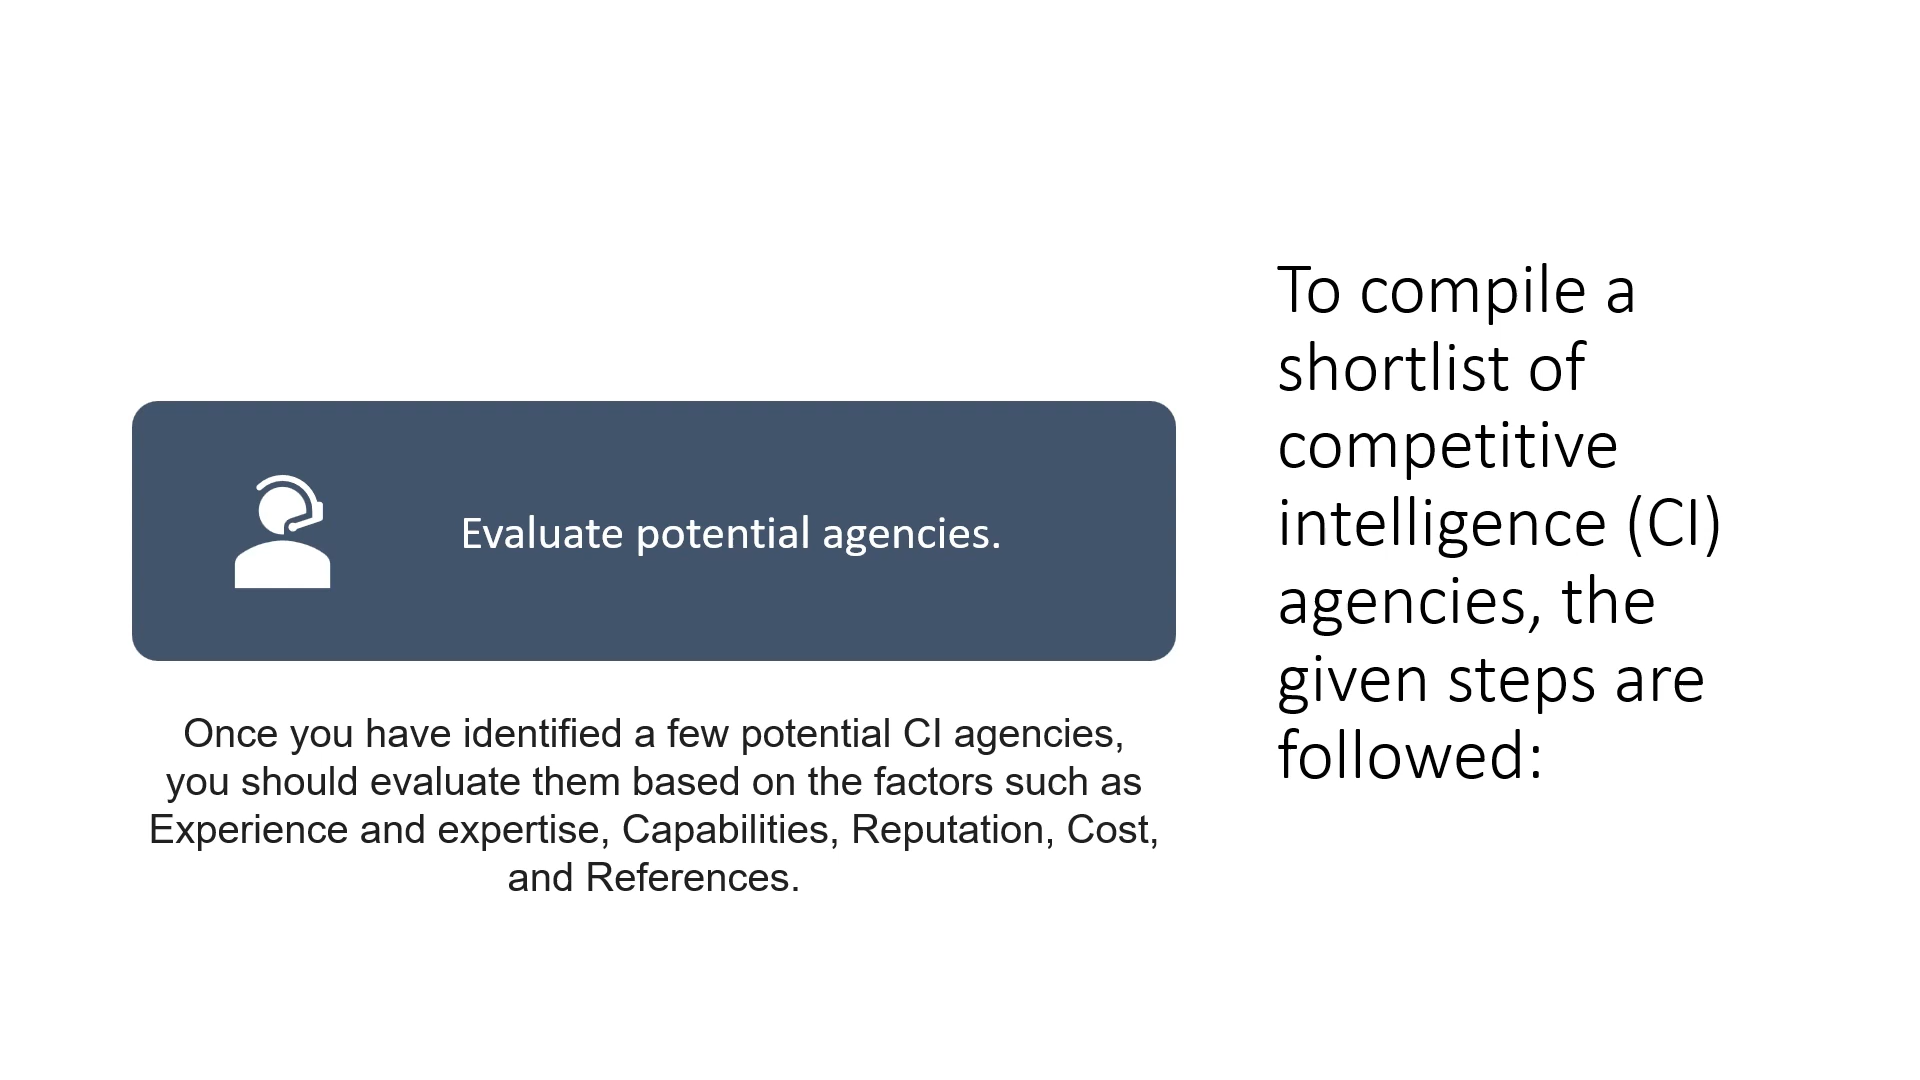 Evaluate potential agencies.
Once you have identified a few potential CI agencies,
you should evaluate them based on the factors such as
Experience and expertise, Capabilities, Reputation, Cost,
and References.
To compile a
shortlist of
competitive
intelligence (CI)
agencies, the
given steps are
followed: